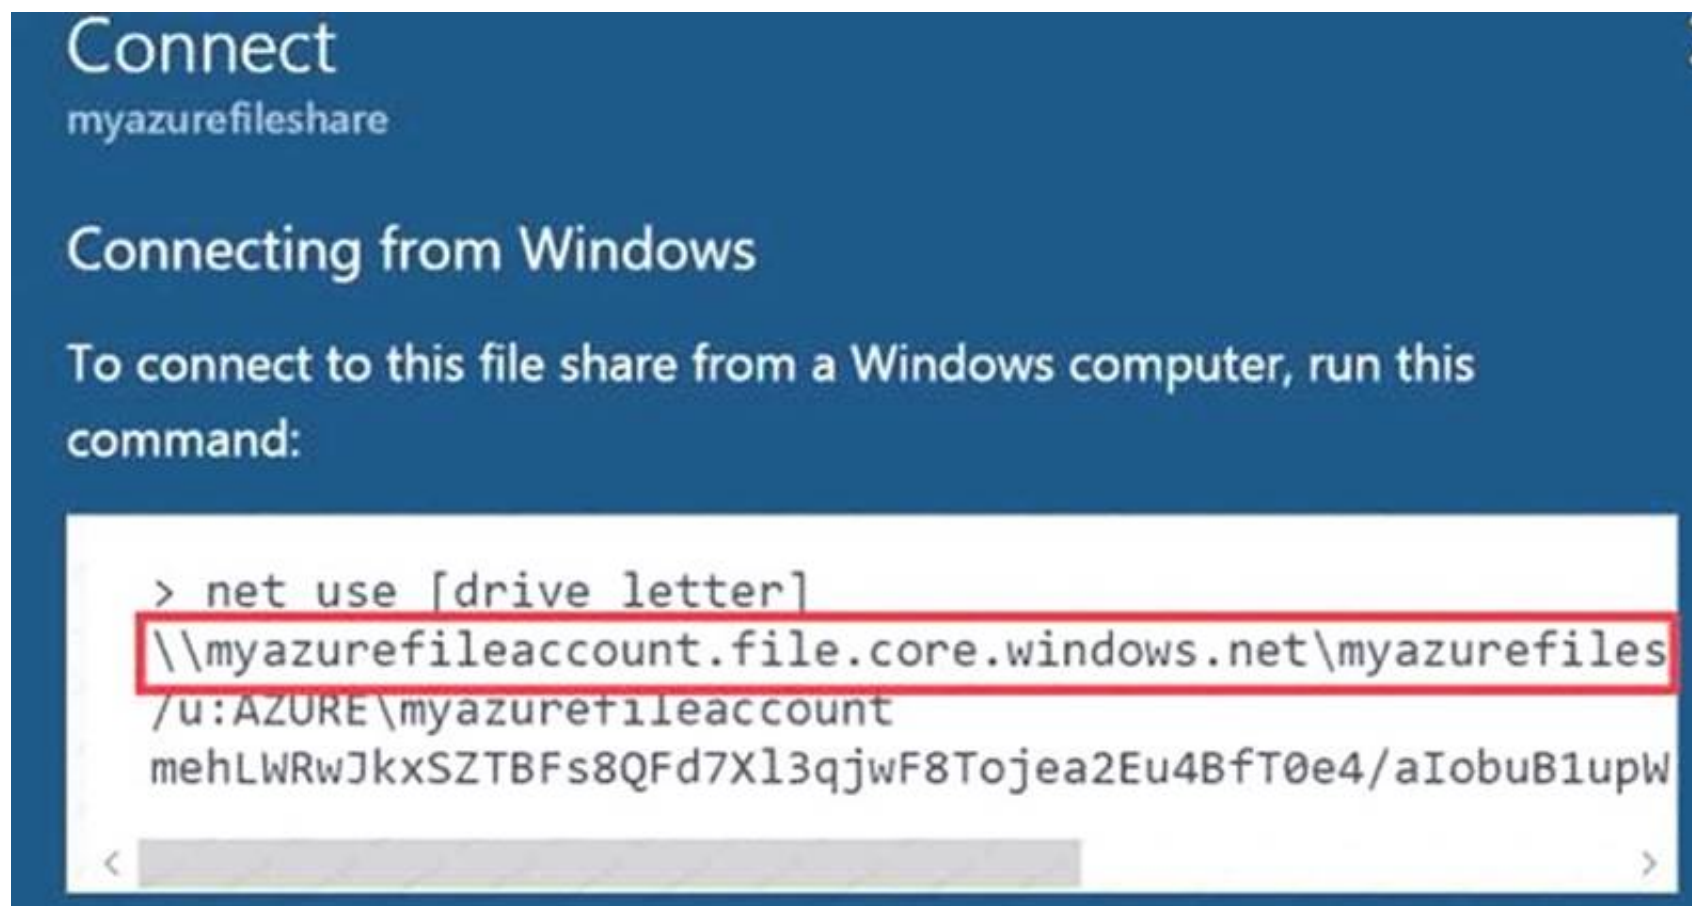 Connect
myazurefileshare
Connecting from Windows
To connect to this file share from a Windows computer, run this
command:
> net use [drive letter]
\\myazurefileaccount.file.core.windows.net\myazurefiles
/u:AZURE\myazurefileaccount
mehLWRwJkxSZTBFs8QFd7Xl3qjwF8Tojea2Eu4BfT0e4/aIobuB1upW